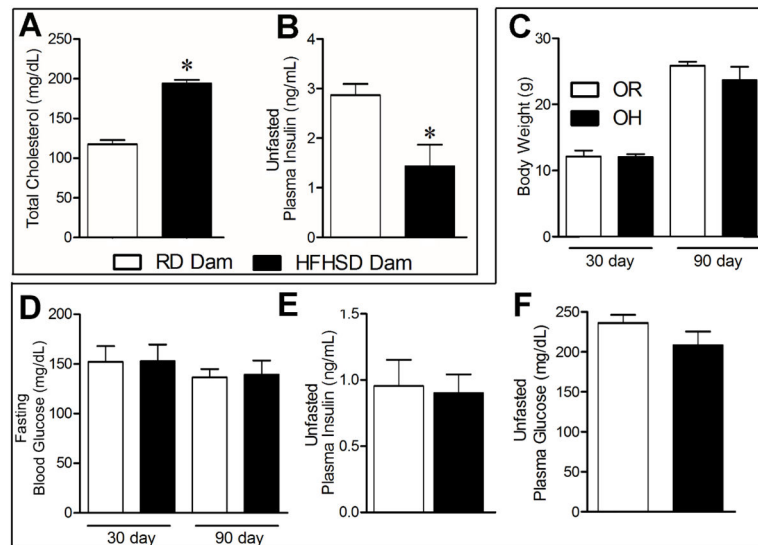 A
Total Cholesterol (mg/dL)
250
200
150
100
50
0
*
B
Unfasted
Plasma Insulin (ng/mL)
4
3
2
1
0
*
RD Dam
HFHSD Dam
C
Body Weight (g)
30
20
10
0
OR
OH
30 day
90 day
D
Fasting
Blood Glucose (mg/dL)
200
150
100
50
0
30 day
90 day
E
Unfasted
Plasma Insulin (ng/mL)
1.5
1.0
0.5
0.0
F
Unfasted
Plasma Glucose (mg/dL)
250
200
150
100
50
0